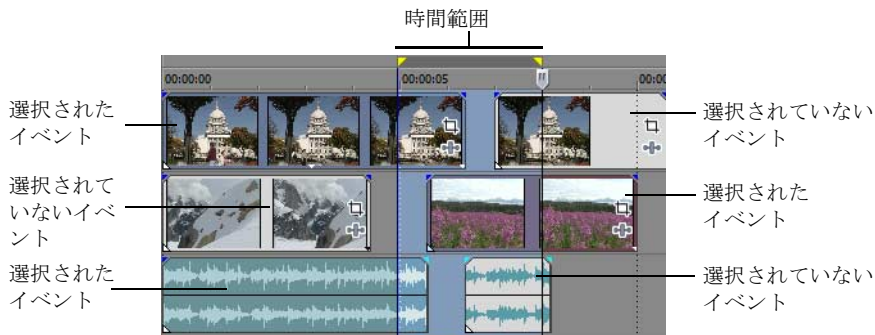 時間範囲
00:00:00
00:00:05
00:00
選択された
イベント
選択されていない
イベント
選択されて
いないイベ
ント
選択された
イベント
選択された
イベント
選択されていない
イベント